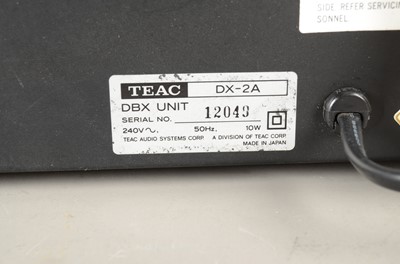 SIDE REFER SERVICIN
SONNEL
TEAC DX-2A
DBX UNIT
SERIAL NO. 12049
240V～, 50Hz, 10W
TEAC AUDIO SYSTEMS CORP. A DIVISION OF TEAC CORP.
MADE IN JAPAN